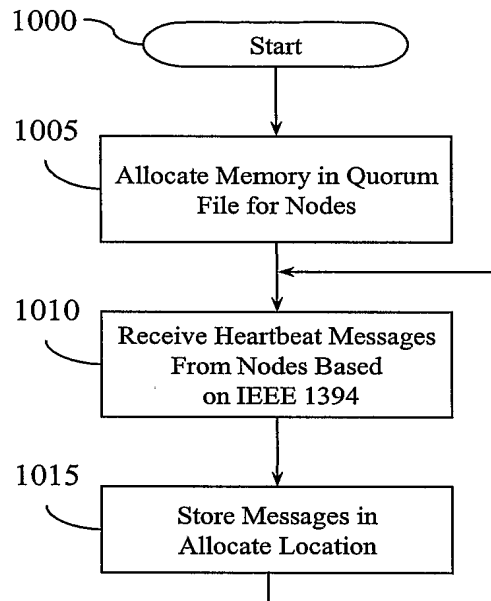 1000
Start
1005
Allocate Memory in Quorum
File for Nodes
1010
Receive Heartbeat Messages
From Nodes Based
on IEEE 1394
1015
Store Messages in
Allocate Location